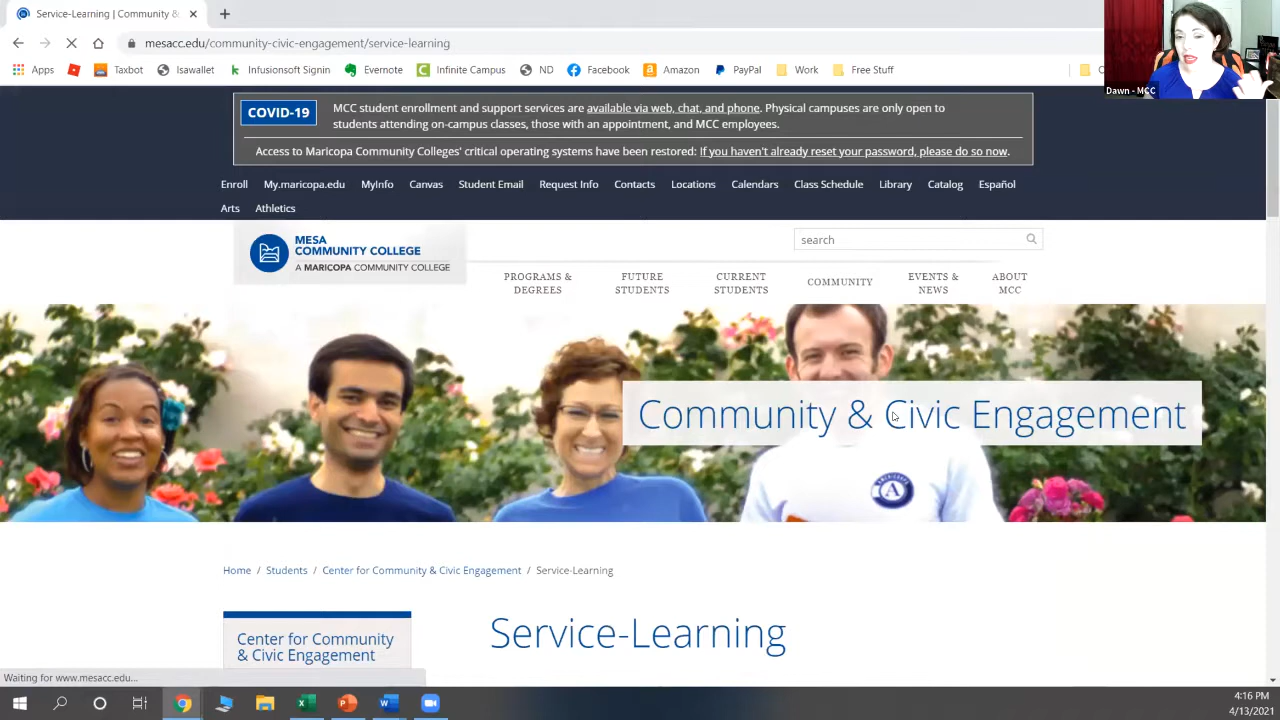 Service-Learning | Community &
mesacc.edu/community-civic-engagement/service-learning
Apps Taxbot Isawallet Infusionsoft Signin Evernote Infinite Campus ND Facebook Amazon PayPal Work Free Stuff
Dawn - MCC
COVID-19
MCC student enrollment and support services are available via web, chat, and phone. Physical campuses are only open to
students attending on-campus classes, those with an appointment, and MCC employees.
Access to Maricopa Community Colleges' critical operating systems have been restored: If you haven't already reset your password, please do so now.
Enroll My.maricopa.edu MyInfo Canvas Student Email Request Info Contacts Locations Calendars Class Schedule Library Catalog Español
Arts Athletics
MESA
COMMUNITY COLLEGE
A MARICOPA COMMUNITY COLLEGE
search
PROGRAMS & DEGREES
FUTURE STUDENTS
CURRENT STUDENTS
COMMUNITY
EVENTS & NEWS
ABOUT MCC
Community & Civic Engagement
A
Home / Students / Center for Community & Civic Engagement / Service-Learning
Center for Community
& Civic Engagement
Service-Learning
Waiting for www.mesacc.edu...
4:16 PM
4/13/2021